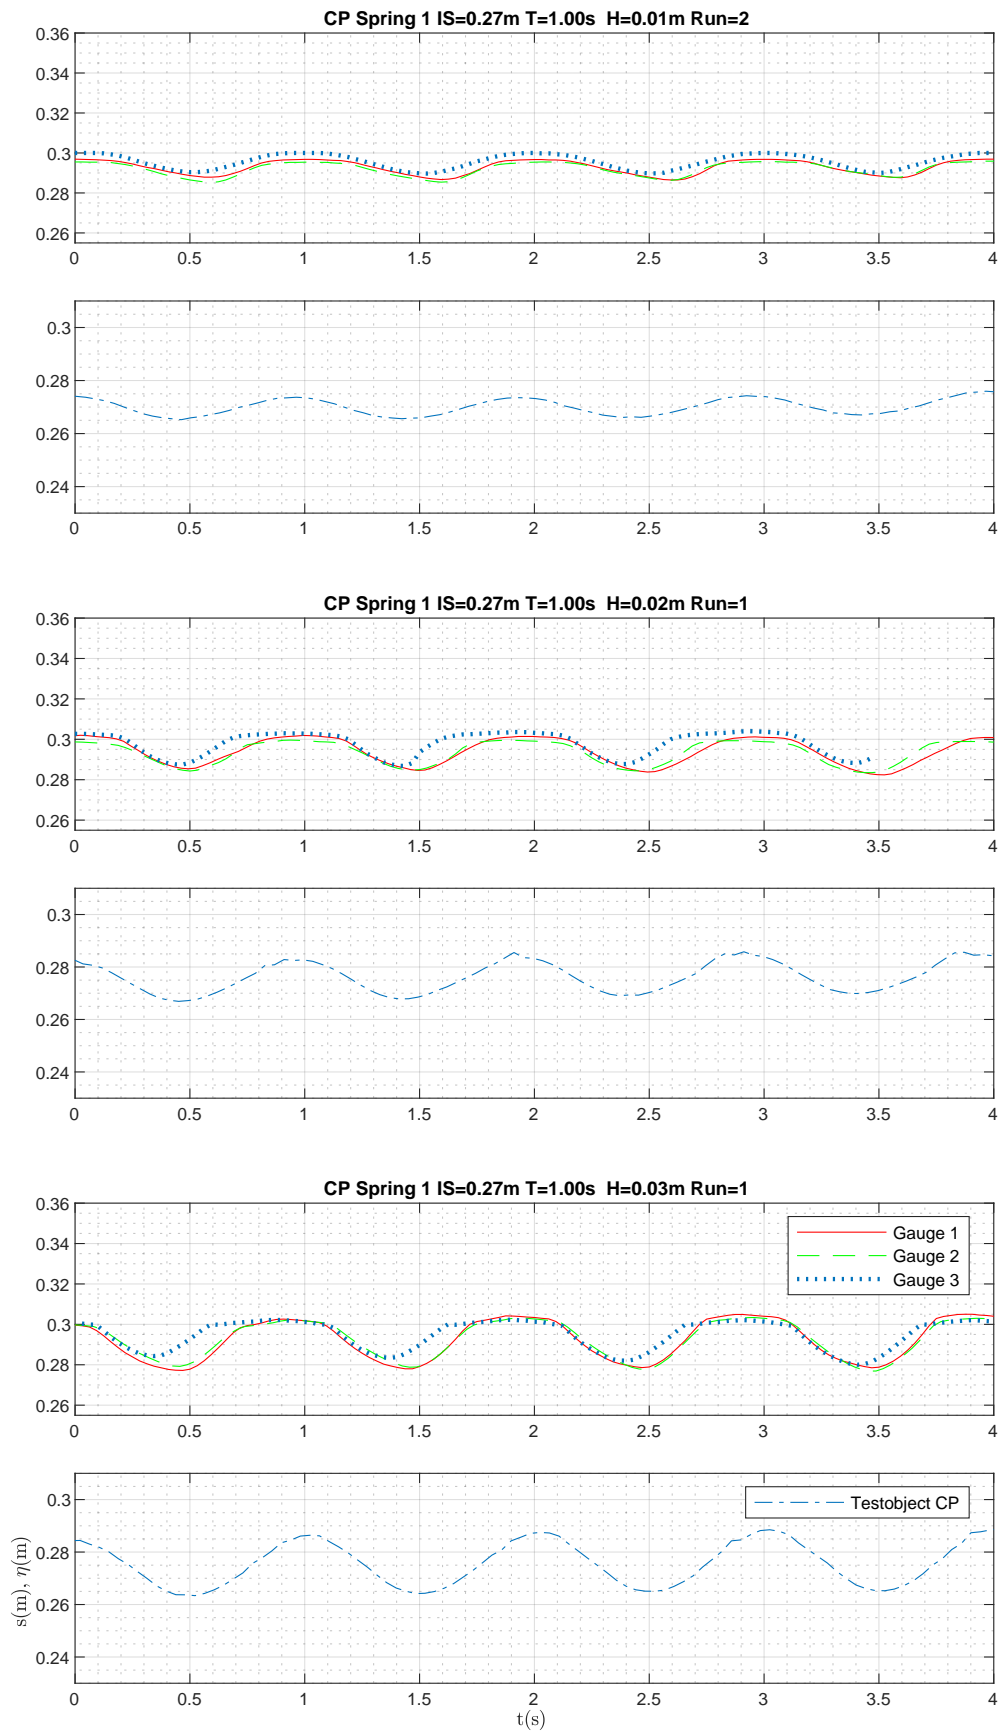 CP Spring 1 IS=0.27m T=1.00s  H=0.01m Run=2
0.36
0.34
0.32
0.3
0.28
0.26
0 0.5 1 1.5 2 2.5 3 3.5 4
0.3
0.28
0.26
0.24
0 0.5 1 1.5 2 2.5 3 3.5 4
CP Spring 1 IS=0.27m T=1.00s  H=0.02m Run=1
0.36
0.34
0.32
0.3
0.28
0.26
0 0.5 1 1.5 2 2.5 3 3.5 4
0.3
0.28
0.26
0.24
0 0.5 1 1.5 2 2.5 3 3.5 4
CP Spring 1 IS=0.27m T=1.00s  H=0.03m Run=1
0.36
0.34
0.32
0.3
0.28
0.26
Gauge 1
Gauge 2
Gauge 3
0 0.5 1 1.5 2 2.5 3 3.5 4
0.3
0.28
0.26
0.24
Testobject CP
s(m), η(m)
0 0.5 1 1.5 2 2.5 3 3.5 4
t(s)